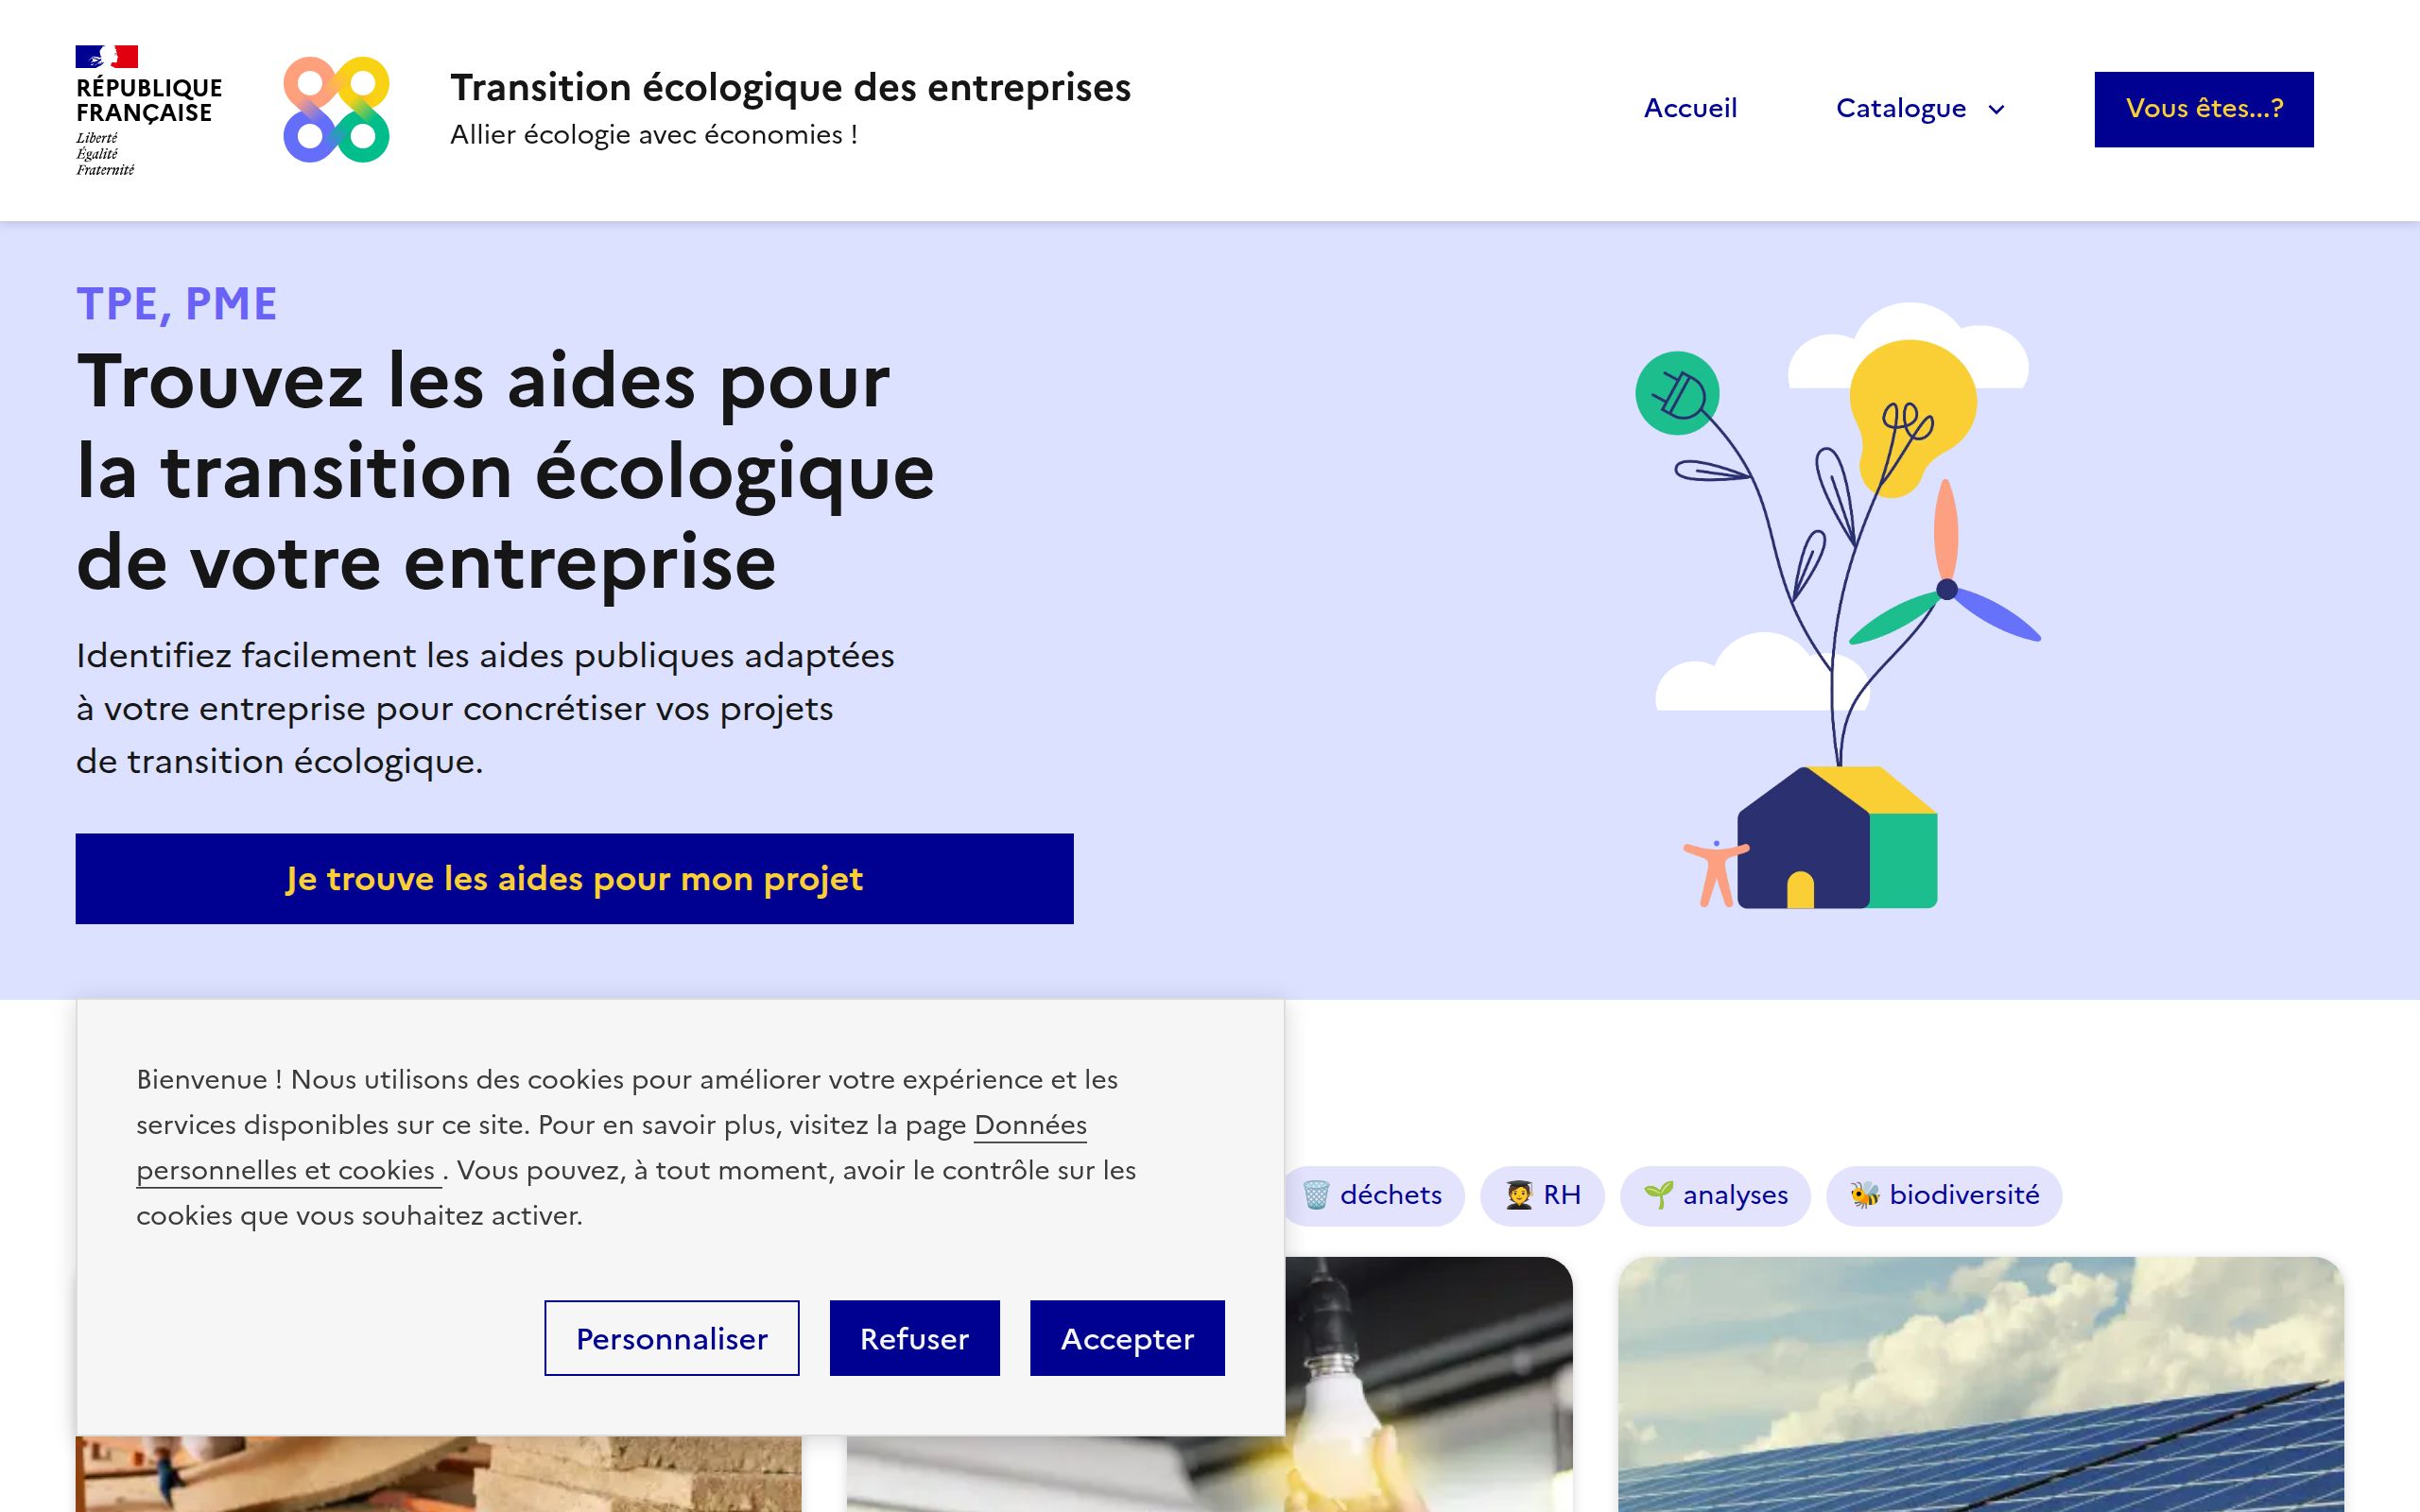 RÉPUBLIQUE
FRANÇAISE
Liberté
Égalité
Fraternité
Transition écologique des entreprises
Allier écologie avec économies !
Accueil
Catalogue
Vous êtes...?
TPE, PME
Trouvez les aides pour
la transition écologique
de votre entreprise
Identifiez facilement les aides publiques adaptées
à votre entreprise pour concrétiser vos projets
de transition écologique.
Je trouve les aides pour mon projet
Bienvenue ! Nous utilisons des cookies pour améliorer votre expérience et les
services disponibles sur ce site. Pour en savoir plus, visitez la page Données
personnelles et cookies . Vous pouvez, à tout moment, avoir le contrôle sur les
cookies que vous souhaitez activer.
Personnaliser
Refuser
Accepter
déchets
RH
analyses
biodiversité